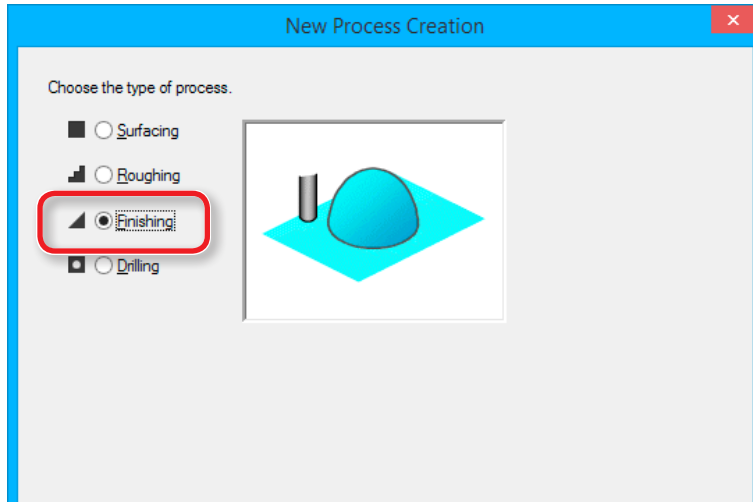 New Process Creation
Choose the type of process.
Surfacing
Roughing
Finishing
Drilling